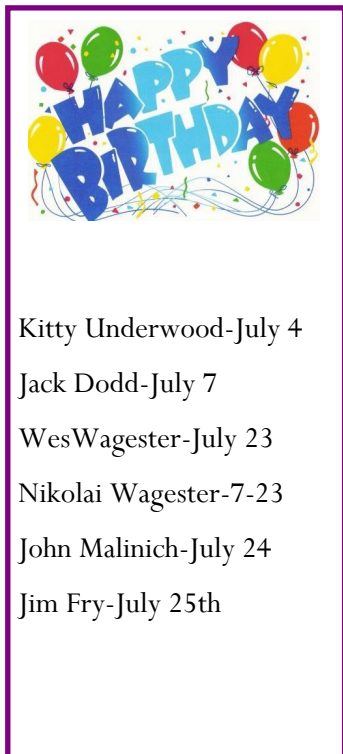 HAPPY
BIRTHDAY
Kitty Underwood-July 4
Jack Dodd-July 7
WesWagester-July 23
Nikolai Wagester-7-23
John Malinich-July 24
Jim Fry-July 25th